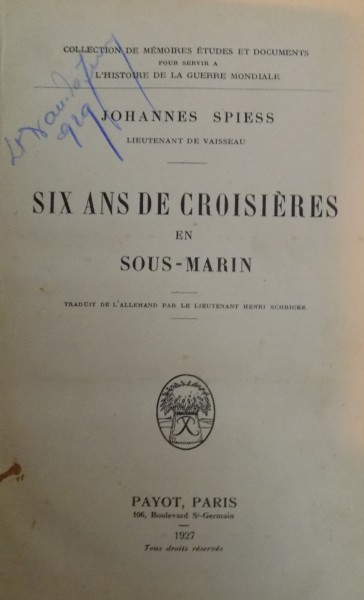 COLLECTION DE MÉMOIRES ÉTUDES ET DOCUMENTS
POUR SERVIR A
L'HISTOIRE DE LA GUERRE MONDIALE
JOHANNES SPIESS
LIEUTENANT DE VAISSEAU
SIX ANS DE CROISIÈRES
EN
SOUS-MARIN
TRADUIT DE L'ALLEMAND PAR LE LIEUTENANT HENRI SCHRICKE
PAYOT, PARIS
106, Boulevard St-Germain
1927
Tous droits réservés